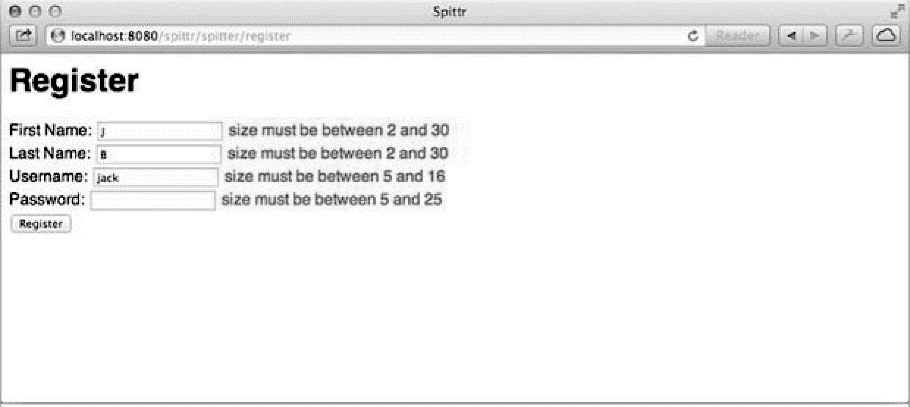 Spittr
localhost:8080/spittr/spitter/register
Reader
Register
First Name: J size must be between 2 and 30
Last Name: B size must be between 2 and 30
Username: jack size must be between 5 and 16
Password: size must be between 5 and 25
Register